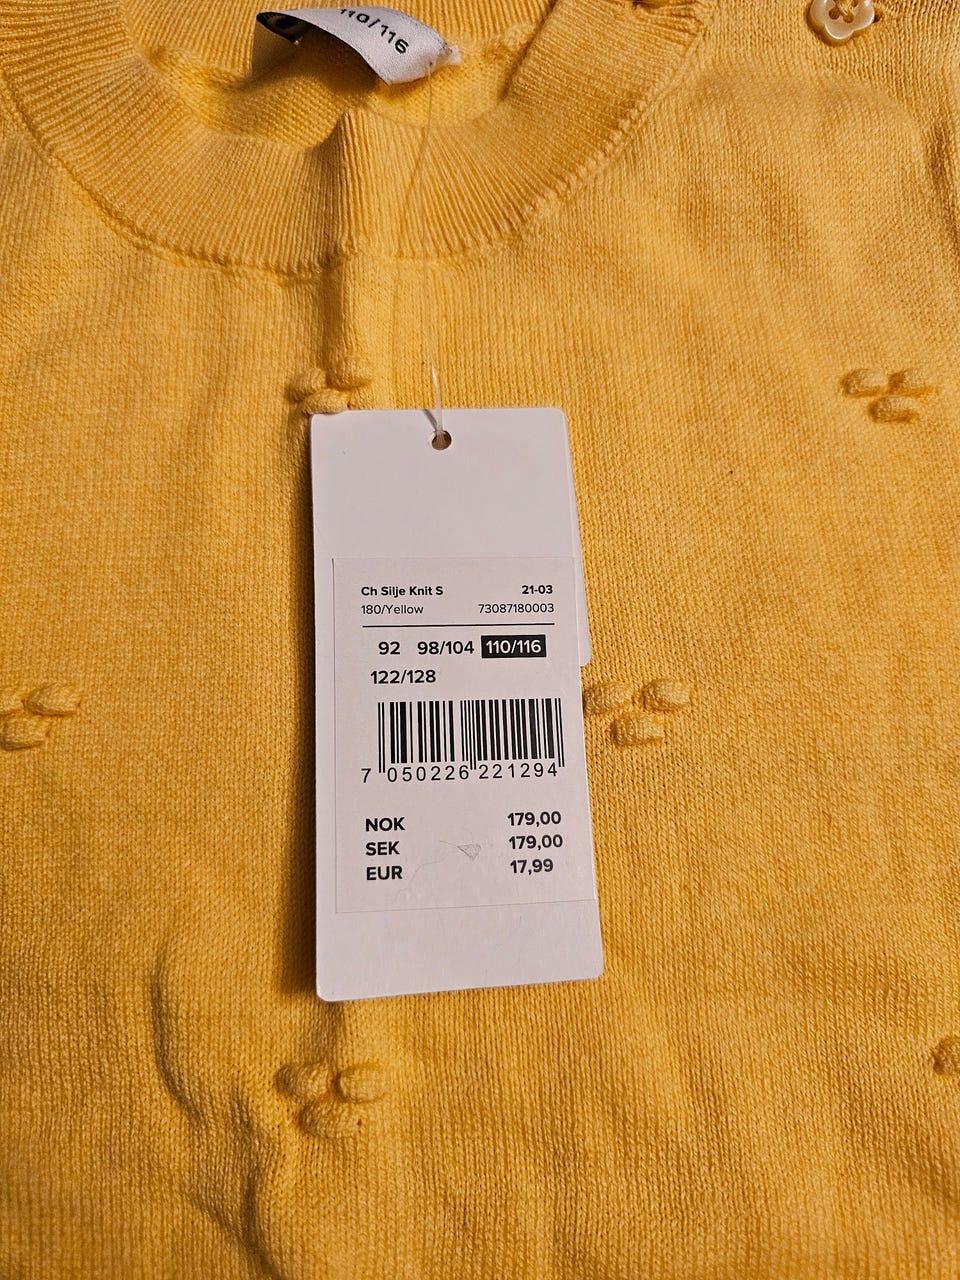 110/116
Ch Silje Knit S 21-03
180/Yellow 73087180003
92 98/104 110/116
122/128
7 050226 221294
NOK 179,00
SEK 179,00
EUR 17,99